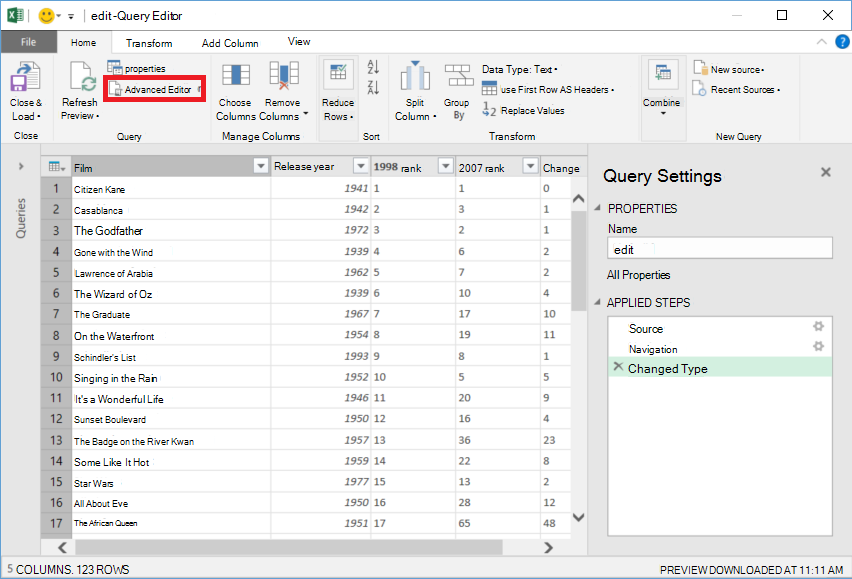 edit -Query Editor
File Home Transform Add Column View
Close & Load
Refresh Preview
properties
Advanced Editor
Choose Columns
Remove Columns
Reduce Rows
Split Column
Group By
Data Type: Text
use First Row AS Headers
Replace Values
Combine
New source
Recent Sources
Close Query Manage Columns Sort Transform New Query
Queries
Film Release year 1998 rank 2007 rank Change
1 Citizen Kane 1941 1 1 0
2 Casablanca 1942 2 3 1
3 The Godfather 1972 3 2 1
4 Gone with the Wind 1939 4 6 2
5 Lawrence of Arabia 1962 5 7 2
6 The Wizard of Oz 1939 6 10 4
7 The Graduate 1967 7 17 10
8 On the Waterfront 1954 8 19 11
9 Schindler's List 1993 9 8 1
10 Singing in the Rain 1952 10 5 5
11 It's a Wonderful Life 1946 11 20 9
12 Sunset Boulevard 1950 12 16 4
13 The Badge on the River Kwan 1957 13 36 23
14 Some Like It Hot 1959 14 22 8
15 Star Wars 1977 15 13 2
16 All About Eve 1950 16 28 12
17 The African Queen 1951 17 65 48
Query Settings
PROPERTIES
Name
edit
All Properties
APPLIED STEPS
Source
Navigation
Changed Type
5 COLUMNS. 123 ROWS
PREVIEW DOWNLOADED AT 11:11 AM